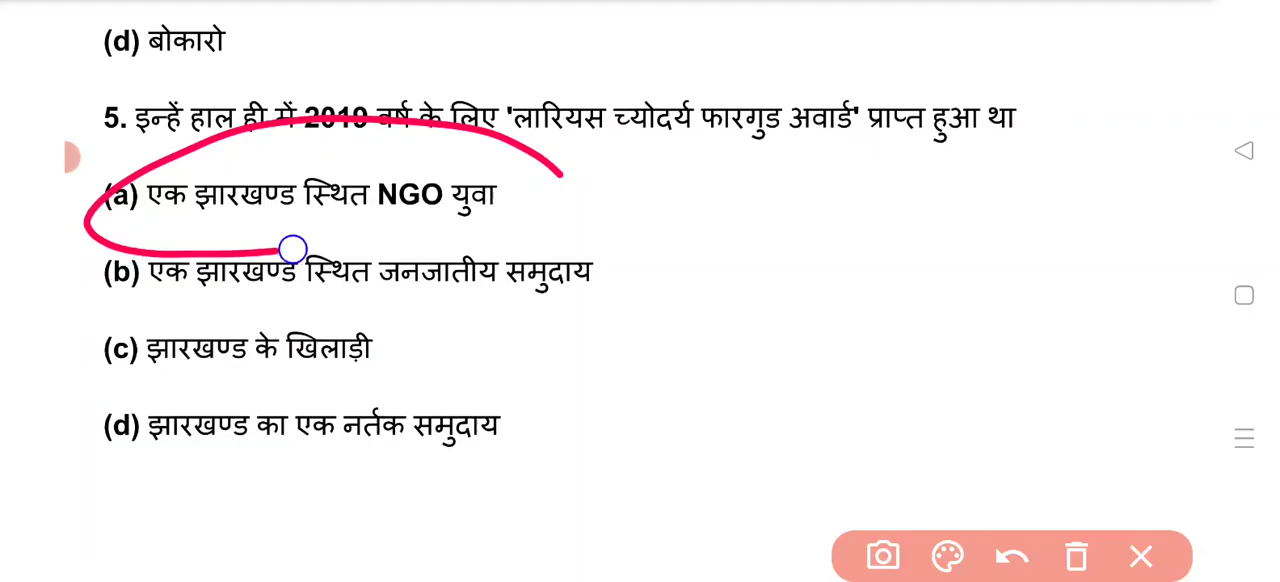 (d) बोकारो
5. इन्हें हाल ही में 2019 वर्ष के लिए 'लारियस च्योदर्य फारगुड अवार्ड' प्राप्त हुआ था
(a) एक झारखण्ड स्थित NGO युवा
(b) एक झारखण्ड स्थित जनजातीय समुदाय
(c) झारखण्ड के खिलाड़ी
(d) झारखण्ड का एक नर्तक समुदाय